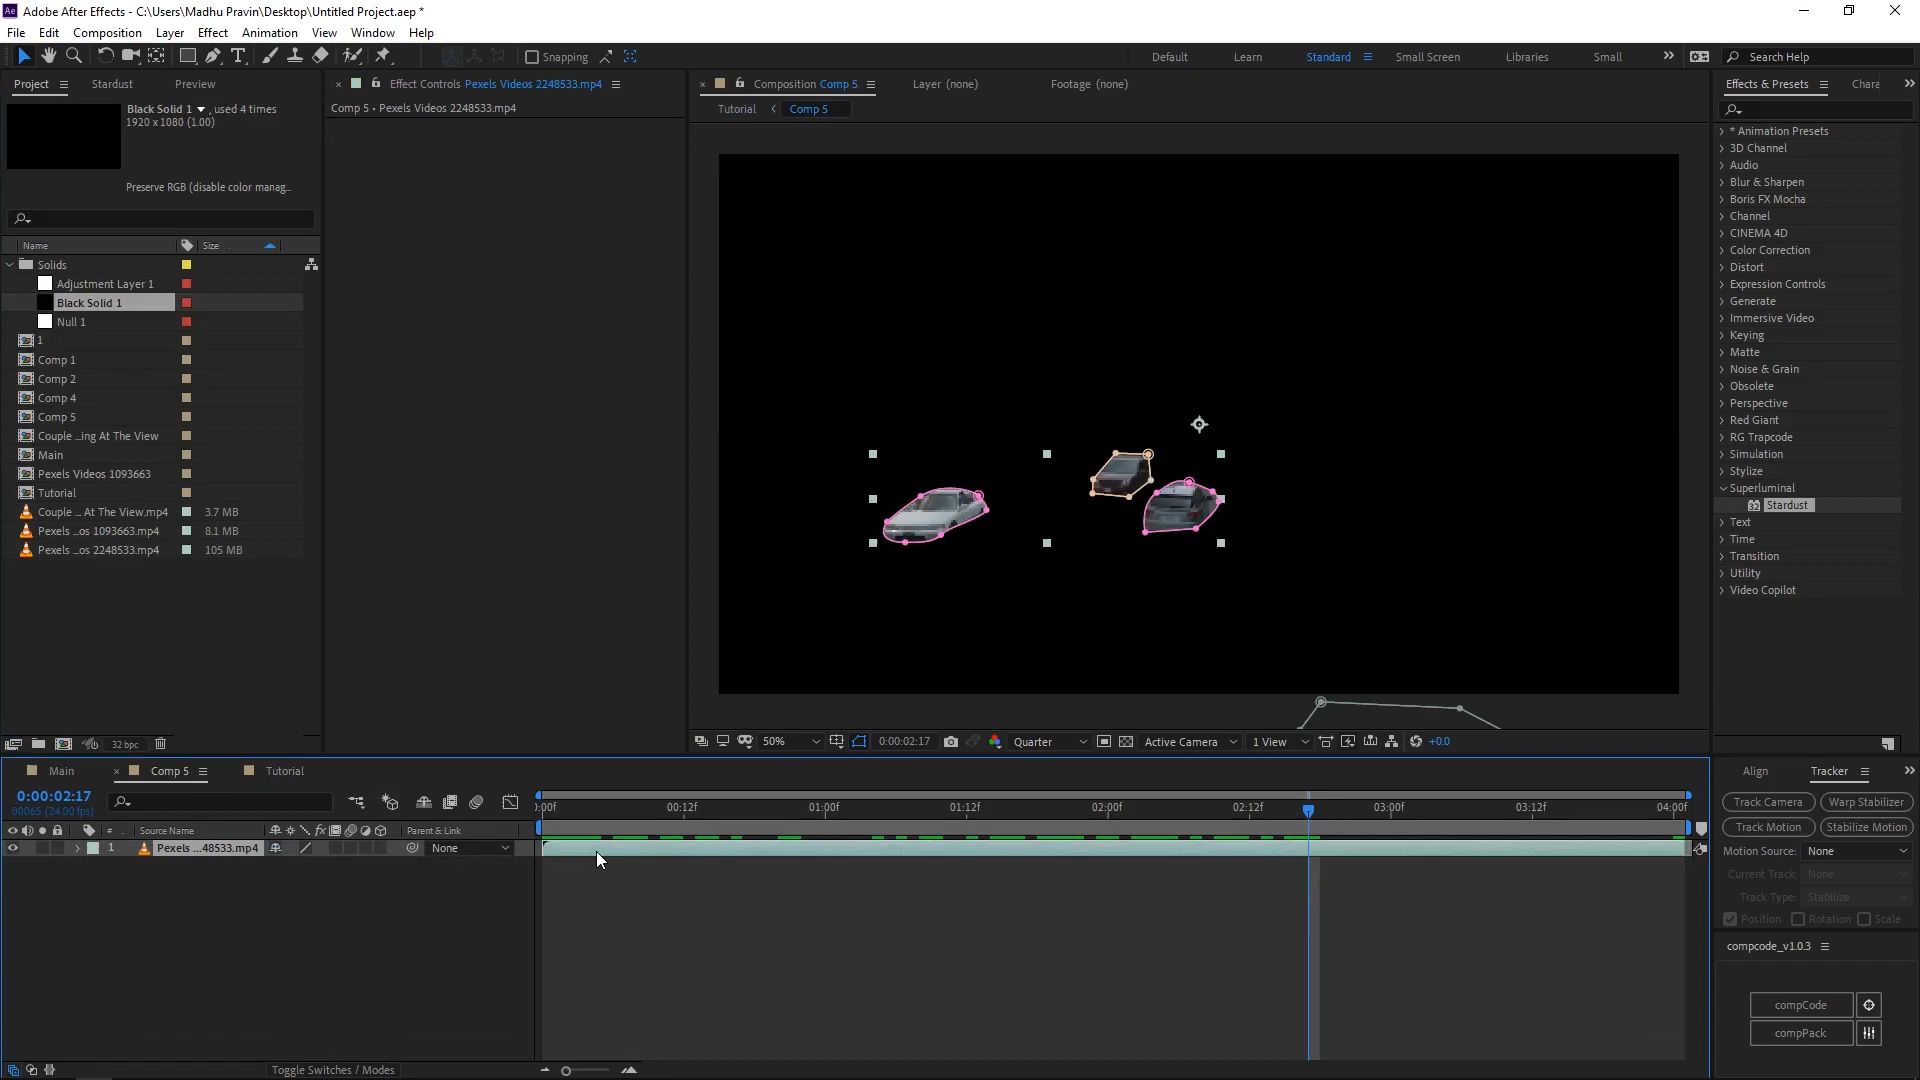 Adobe After Effects - C:\Users\Madhu Pravin\Desktop\Untitled Project.aep *
File Edit Composition Layer Effect Animation View Window Help
Snapping Default Learn Standard Small Screen Libraries Small Search Help
Project Stardust Preview
Black Solid 1 , used 4 times
1920 x 1080 (1.00)
Preserve RGB (disable color manag..
Name Size
Solids
Adjustment Layer 1
Black Solid 1
Null 1
1
Comp 1
Comp 2
Comp 4
Comp 5
Couple ...ing At The View
Main
Pexels Videos 1093663
Tutorial
Couple ... At The View.mp4 3.7 MB
Pexels ...os 1093663.mp4 8.1 MB
Pexels ...os 2248533.mp4 105 MB
32 bpc
Effect Controls Pexels Videos 2248533.mp4
Comp 5 • Pexels Videos 2248533.mp4
Composition Comp 5 Layer (none) Footage (none)
Tutorial Comp 5
50% 0:00:02:17 Quarter Active Camera 1 View +0.0
Effects & Presets Chara
* Animation Presets
3D Channel
Audio
Blur & Sharpen
Boris FX Mocha
Channel
CINEMA 4D
Color Correction
Distort
Expression Controls
Generate
Immersive Video
Keying
Matte
Noise & Grain
Obsolete
Perspective
Red Giant
RG Trapcode
Simulation
Stylize
Superluminal
32 Stardust
Text
Time
Transition
Utility
Video Copilot
Main Comp 5 Tutorial
0:00:02:17
00065 (24.00 fps)
):00f 00:12f 01:00f 01:12f 02:00f 02:12f 03:00f 03:12f 04:00f
# Source Name fx Parent & Link
1 Pexels ...48533.mp4 None
Toggle Switches / Modes
Align Tracker
Track Camera Warp Stabilizer
Track Motion Stabilize Motion
Motion Source: None
Current Track: None
Track Type: Stabilize
Position Rotation Scale
compcode_v1.0.3
compCode
compPack